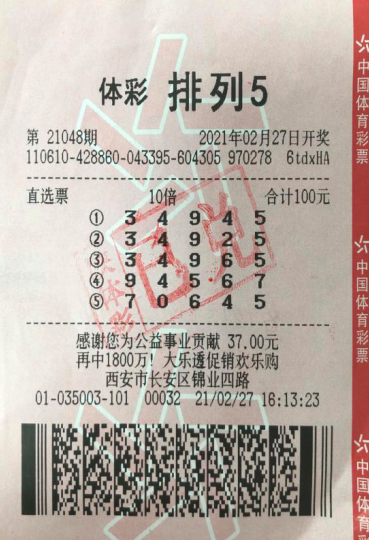 体彩 排列5
第 21048期 2021年02月27日开奖
110610-428860-043395-604305 970278 6tdxHA
直选票 10倍 合计100元
① 3 4 9 4 5
② 3 4 9 2 5
③ 3 4 9 6 5
④ 9 4 5 6 7
⑤ 7 0 6 4 5
已兑
感谢您为公益事业贡献 37.00元
再中1800万! 大乐透促销欢乐购
西安市长安区锦业四路
01-035003-101 00032 21/02/27 16:13:23
中国体育彩票
中国体育彩票
中国体育彩